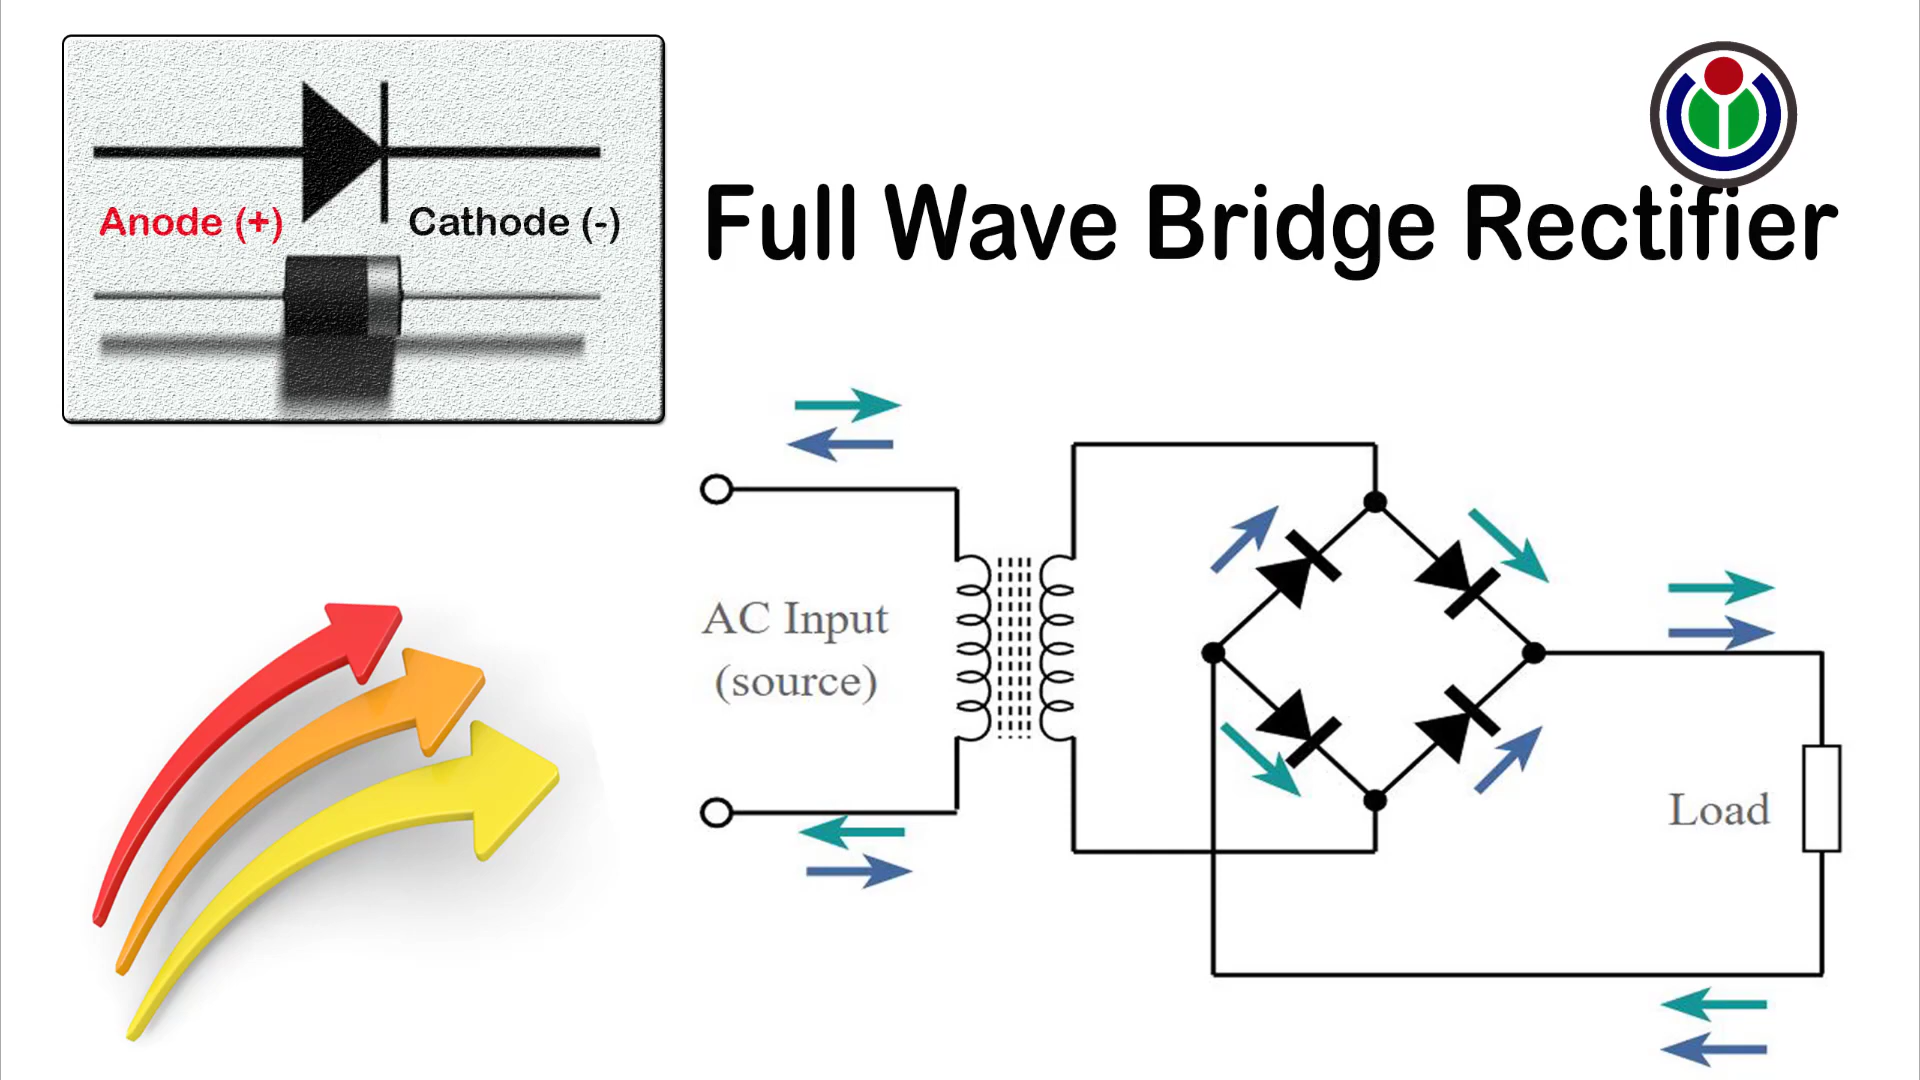 Anode (+)
Cathode (-)
Full Wave Bridge Rectifier
AC Input
(source)
Load